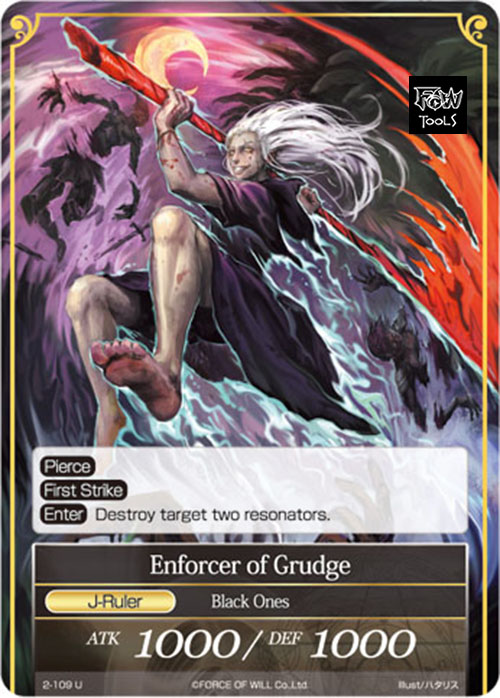 FOW
TOOLS
Pierce
First Strike
Enter Destroy target two resonators.
Enforcer of Grudge
J-Ruler Black Ones
ATK 1000 / DEF 1000
2-109 U ©FORCE OF WILL Co.,Ltd. Illust/ハタリス